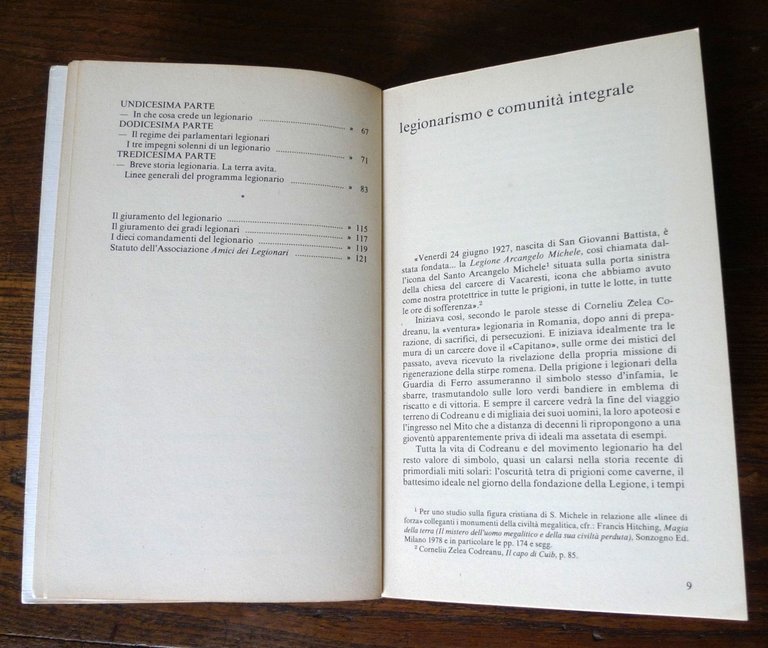 UNDICESIMA PARTE
— In che cosa crede un legionario ........ » 67
DODICESIMA PARTE
— Il regime dei parlamentari legionari
I tre impegni solenni di un legionario ........ » 71
TREDICESIMA PARTE
— Breve storia legionaria. La terra avita.
Linee generali del programma legionario ........ » 83
*
Il giuramento del legionario ........ » 115
Il giuramento dei gradi legionari ........ » 117
I dieci comandamenti del legionario ........ » 119
Statuto dell'Associazione Amici dei Legionari ........ » 121
legionarismo e comunità integrale
«Venerdì 24 giugno 1927, nascita di San Giovanni Battista, è
stata fondata... la Legione Arcangelo Michele, così chiamata dal-
l'icona del Santo Arcangelo Michele¹ situata sulla porta sinistra
della chiesa del carcere di Vacaresti, icona che abbiamo avuto
come nostra protettrice in tutte le prigioni, in tutte le lotte, in tutte
le ore di sofferenza».²
Iniziava così, secondo le parole stesse di Corneliu Zelea Co-
dreanu, la «ventura» legionaria in Romania, dopo anni di prepa-
razione, di sacrifici, di persecuzioni. E iniziava idealmente tra le
mura di un carcere dove il «Capitano», sulle orme dei mistici del
passato, aveva ricevuto la rivelazione della propria missione di
rigenerazione della stirpe romena. Della prigione i legionari della
Guardia di Ferro assumeranno il simbolo stesso d'infamia, le
sbarre, trasmutandolo sulle loro verdi bandiere in emblema di
riscatto e di vittoria. E sempre il carcere vedrà la fine del viaggio
terreno di Codreanu e di migliaia dei suoi uomini, la loro apoteosi e
l'ingresso nel Mito che a distanza di decenni li ripropongono a una
gioventù apparentemente priva di ideali ma assetata di esempi.
Tutta la vita di Codreanu e del movimento legionario ha del
resto valore di simbolo, quasi un calarsi nella storia recente di
primordiali miti solari: l'oscurità tetra di prigioni come caverne, il
battesimo ideale nel giorno della fondazione della Legione, i tempi
¹ Per uno studio sulla figura cristiana di S. Michele in relazione alle «linee di
forza» colleganti i monumenti della civiltà megalitica, cfr.: Francis Hitching, Magia
della terra (Il mistero dell'uomo megalitico e della sua civiltà perduta), Sonzogno Ed.
Milano 1978 e in particolare le pp. 174 e segg.
² Corneliu Zelea Codreanu, Il capo di Cuib, p. 85.
9